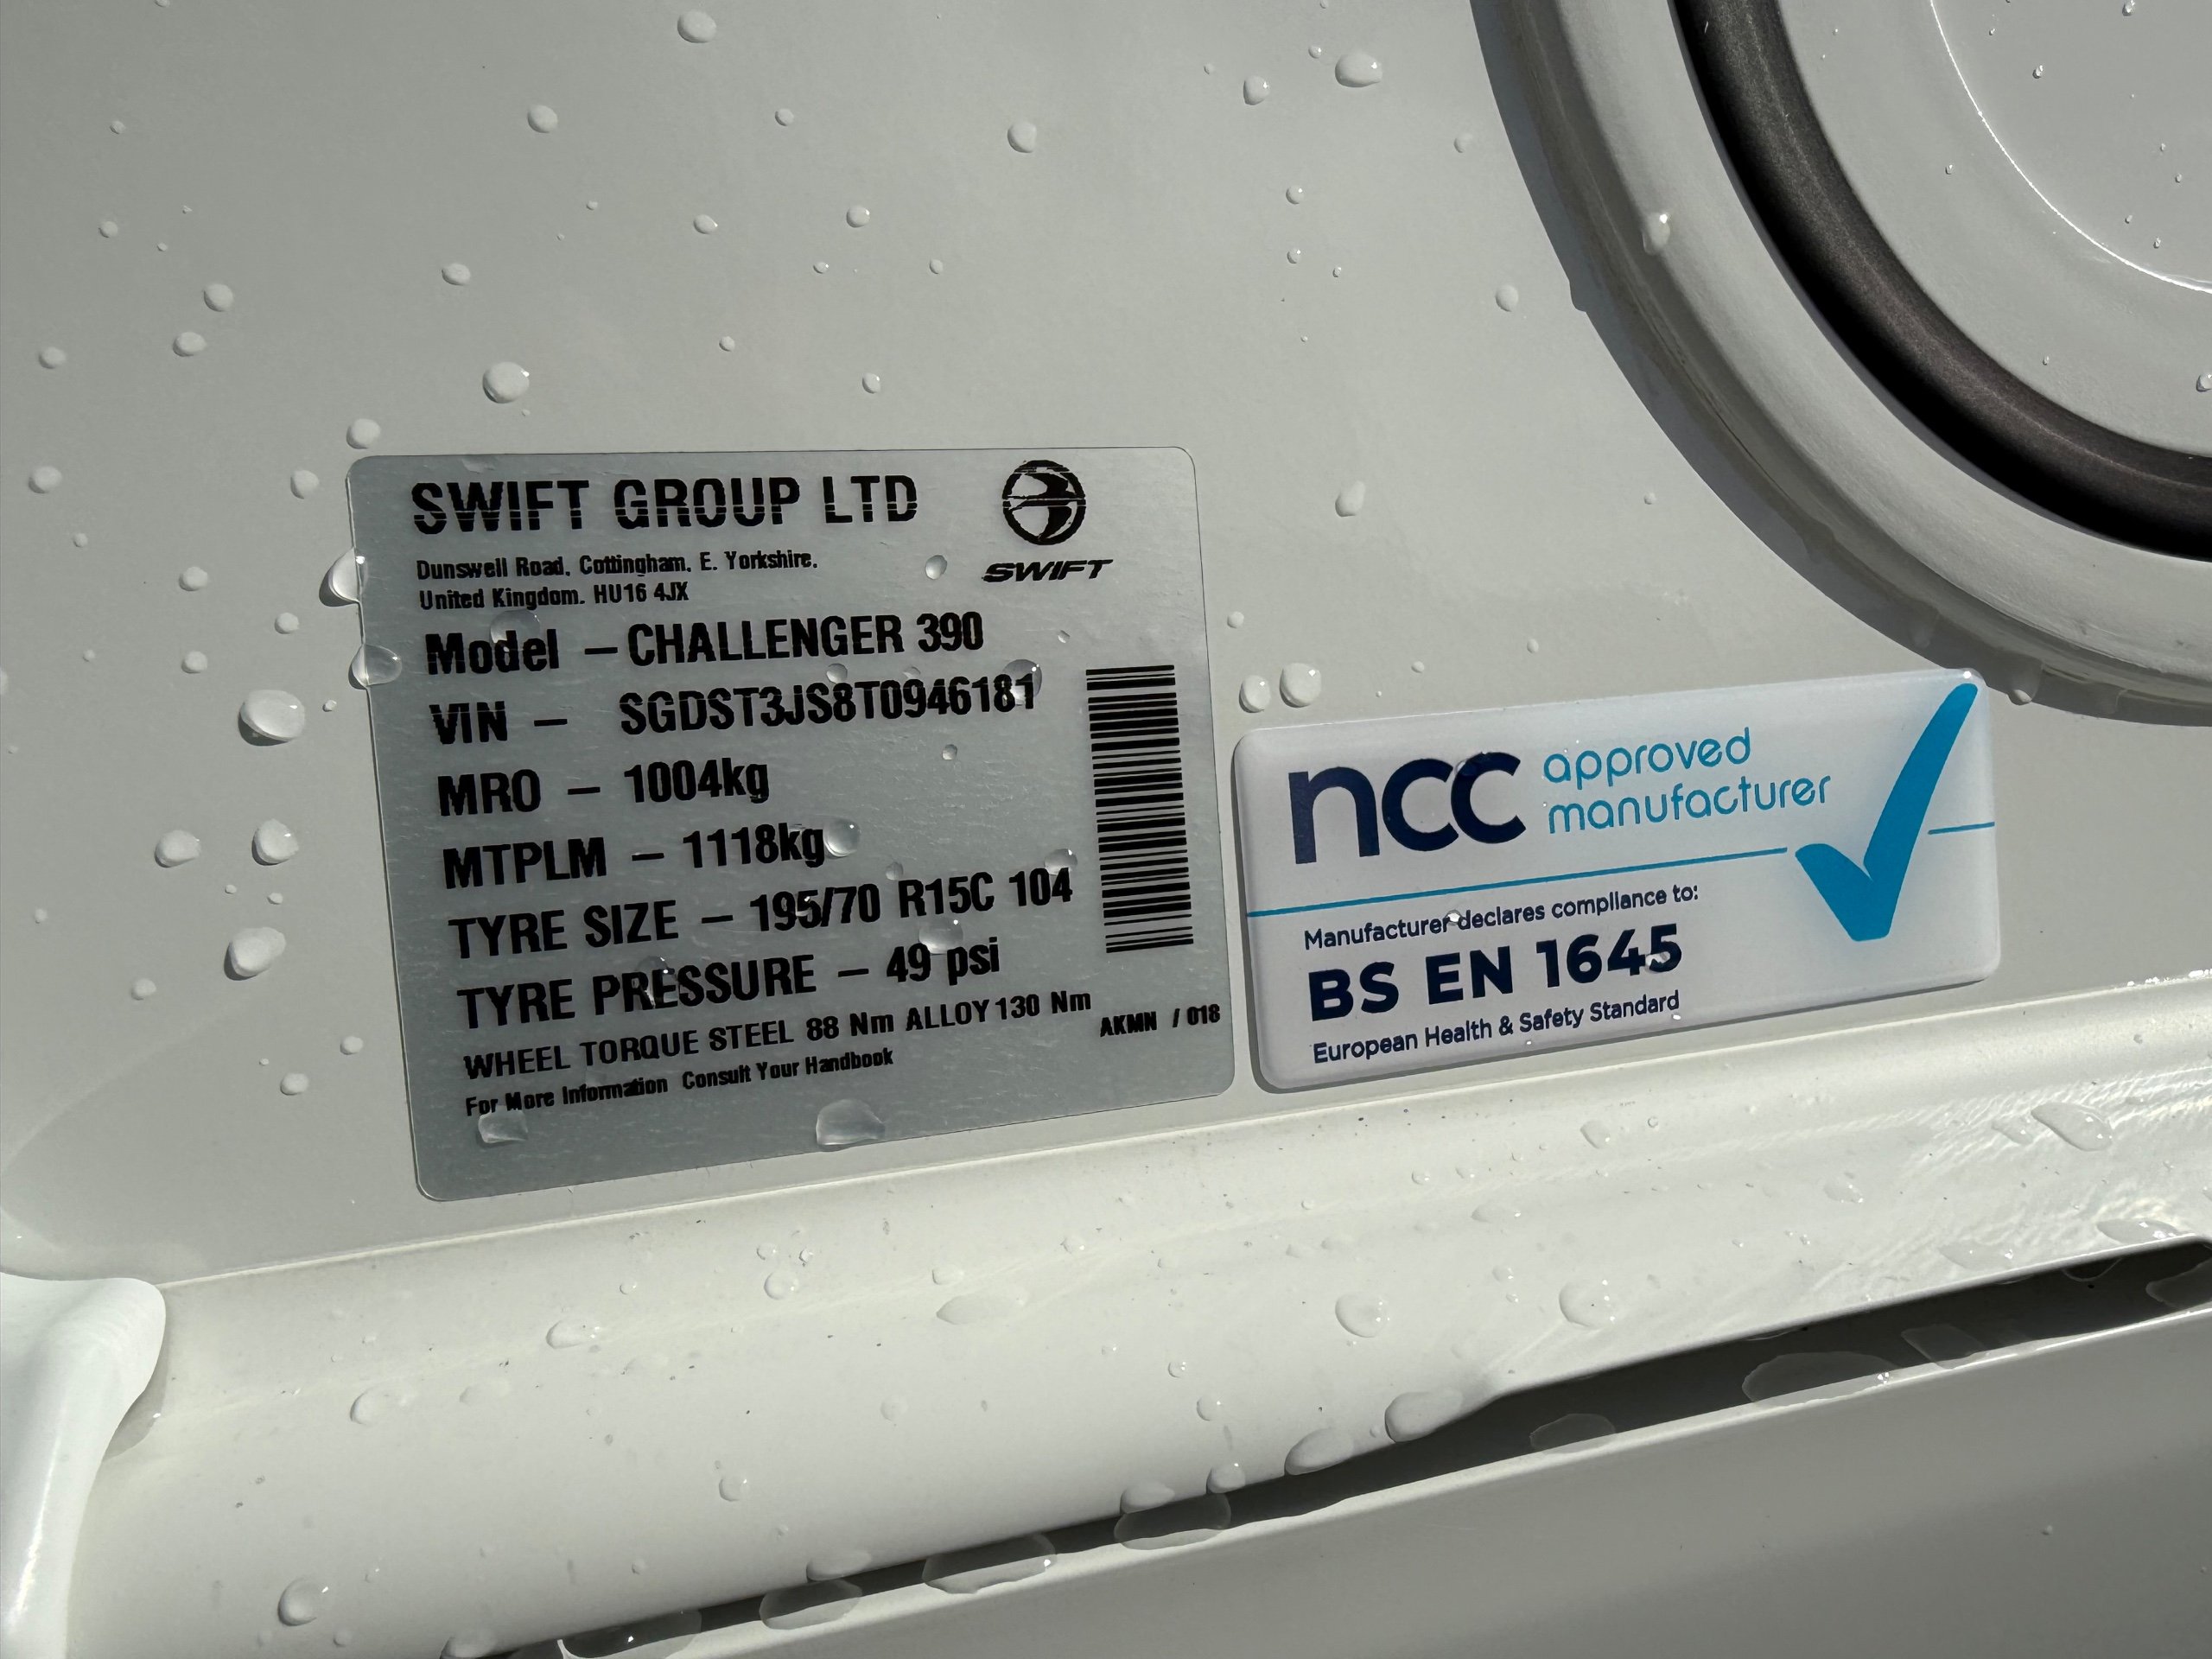 SWIFT GROUP LTD
SWIFT
Dunswell Road, Cottingham, E. Yorkshire,
United Kingdom. HU16 4JX
Model – CHALLENGER 390
VIN – SGDST3JS8T0946181
MRO – 1004kg
MTPLM – 1118kg
TYRE SIZE – 195/70 R15C 104
TYRE PRESSURE – 49 psi
WHEEL TORQUE STEEL 88 Nm ALLOY 130 Nm
AKMN / 018
For More Information Consult Your Handbook
ncc approved
manufacturer
Manufacturer declares compliance to:
BS EN 1645
European Health & Safety Standard